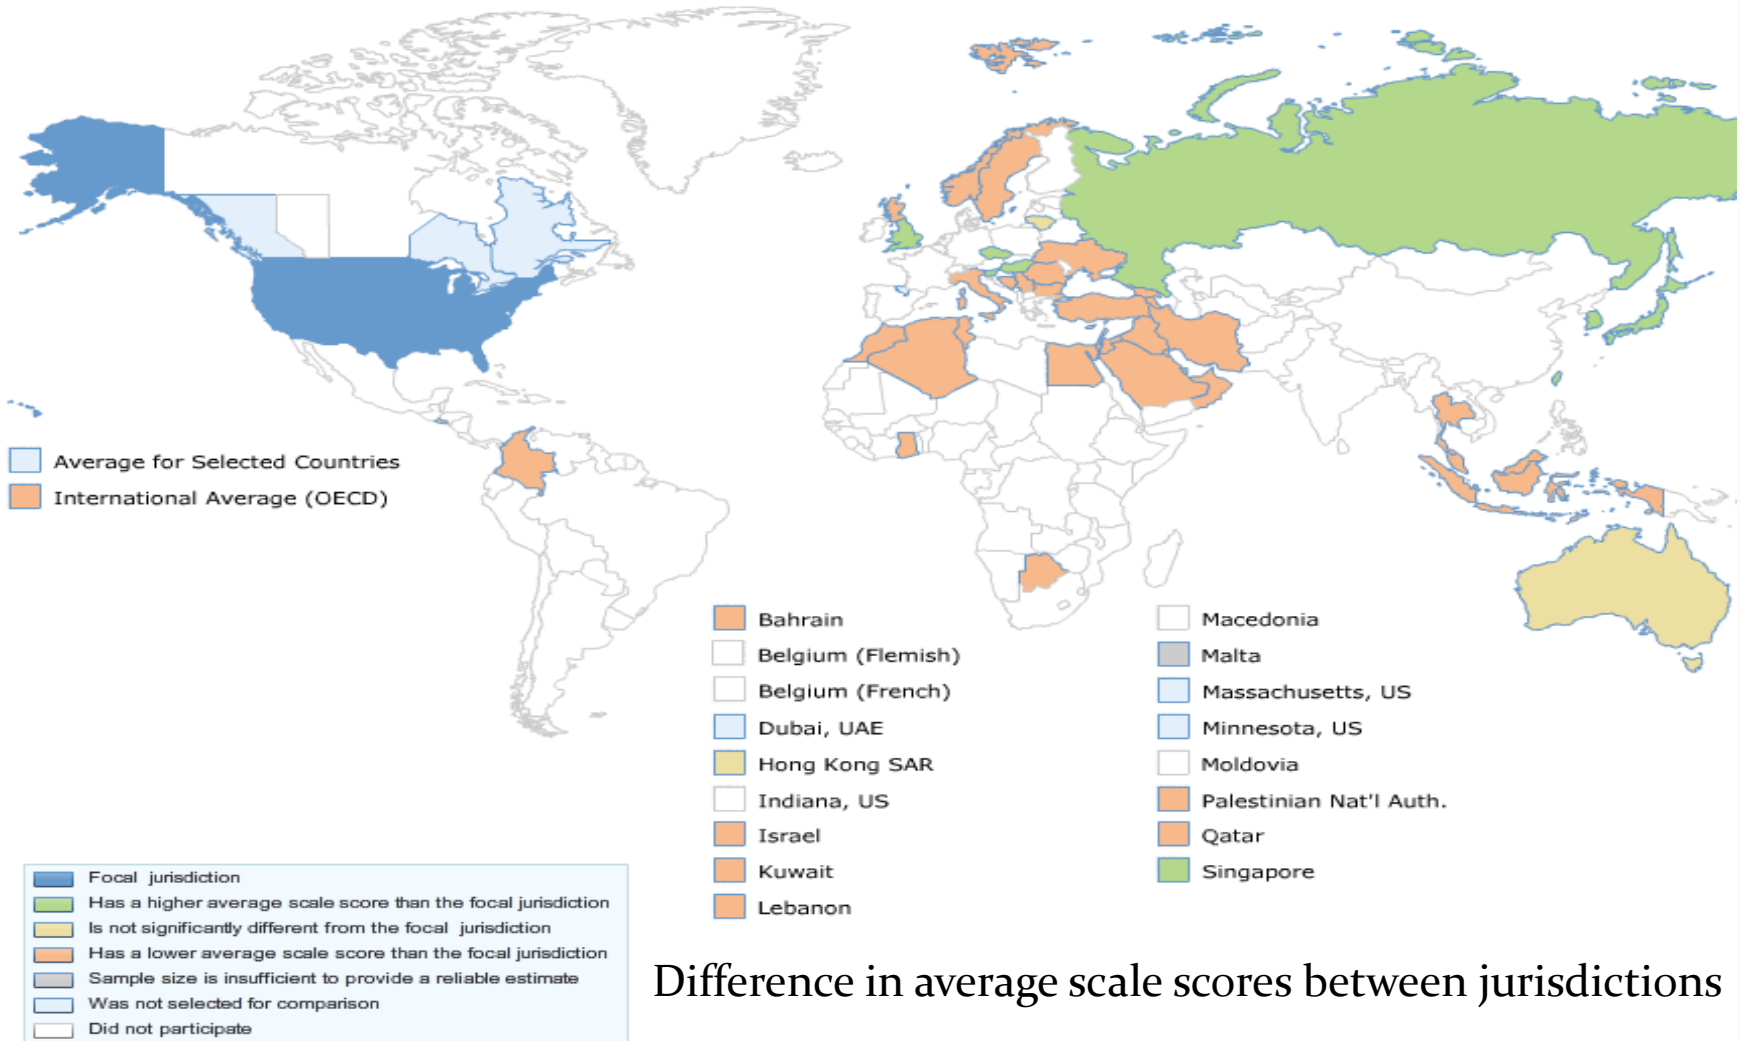 Average for Selected Countries
International Average (OECD)
Bahrain
Belgium (Flemish)
Belgium (French)
Dubai, UAE
Hong Kong SAR
Indiana, US
Israel
Kuwait
Lebanon
Macedonia
Malta
Massachusetts, US
Minnesota, US
Moldovia
Palestinian Nat'l Auth.
Qatar
Singapore
Focal jurisdiction
Has a higher average scale score than the focal jurisdiction
Is not significantly different from the focal jurisdiction
Has a lower average scale score than the focal jurisdiction
Sample size is insufficient to provide a reliable estimate
Was not selected for comparison
Did not participate
Difference in average scale scores between jurisdictions